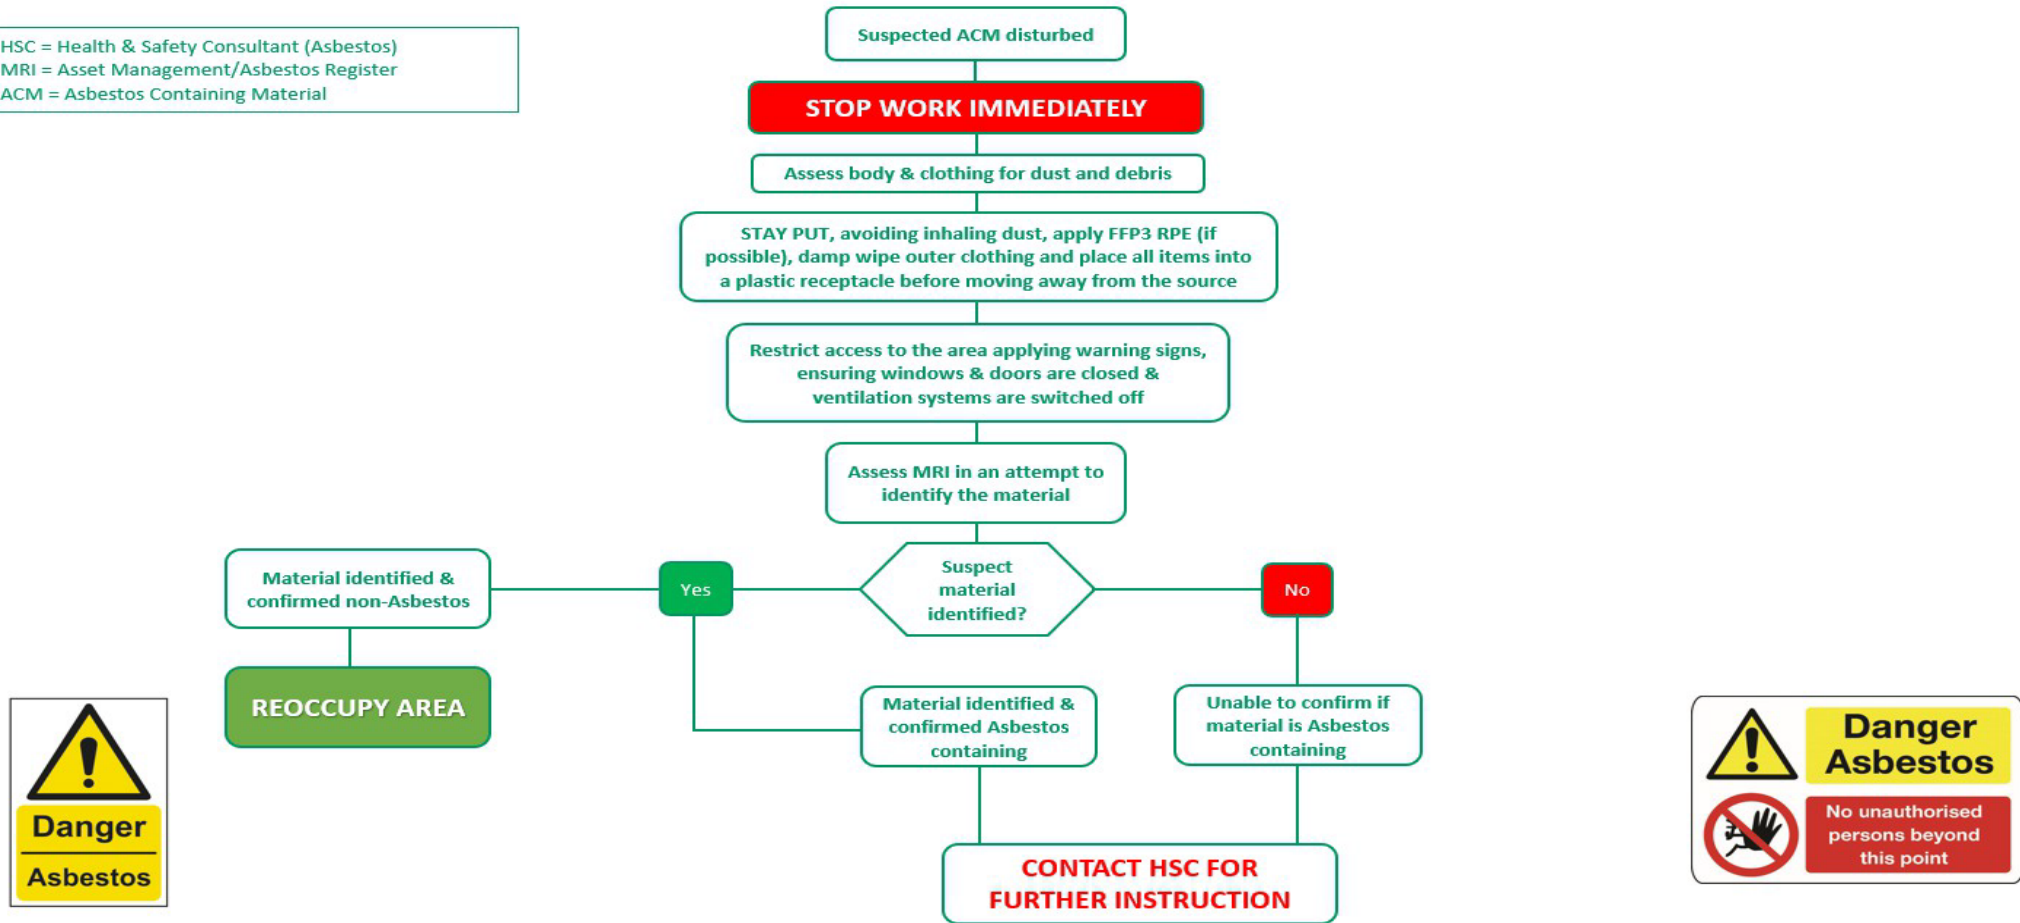 HSC = Health & Safety Consultant (Asbestos)
MRI = Asset Management/Asbestos Register
ACM = Asbestos Containing Material
Suspected ACM disturbed
STOP WORK IMMEDIATELY
Assess body & clothing for dust and debris
STAY PUT, avoiding inhaling dust, apply FFP3 RPE (if
possible), damp wipe outer clothing and place all items into
a plastic receptacle before moving away from the source
Restrict access to the area applying warning signs,
ensuring windows & doors are closed &
ventilation systems are switched off
Assess MRI in an attempt to
identify the material
Suspect
material
identified?
Yes
No
Material identified &
confirmed non-Asbestos
REOCCUPY AREA
Material identified &
confirmed Asbestos
containing
Unable to confirm if
material is Asbestos
containing
CONTACT HSC FOR
FURTHER INSTRUCTION
Danger
Asbestos
Danger
Asbestos
No unauthorised
persons beyond
this point